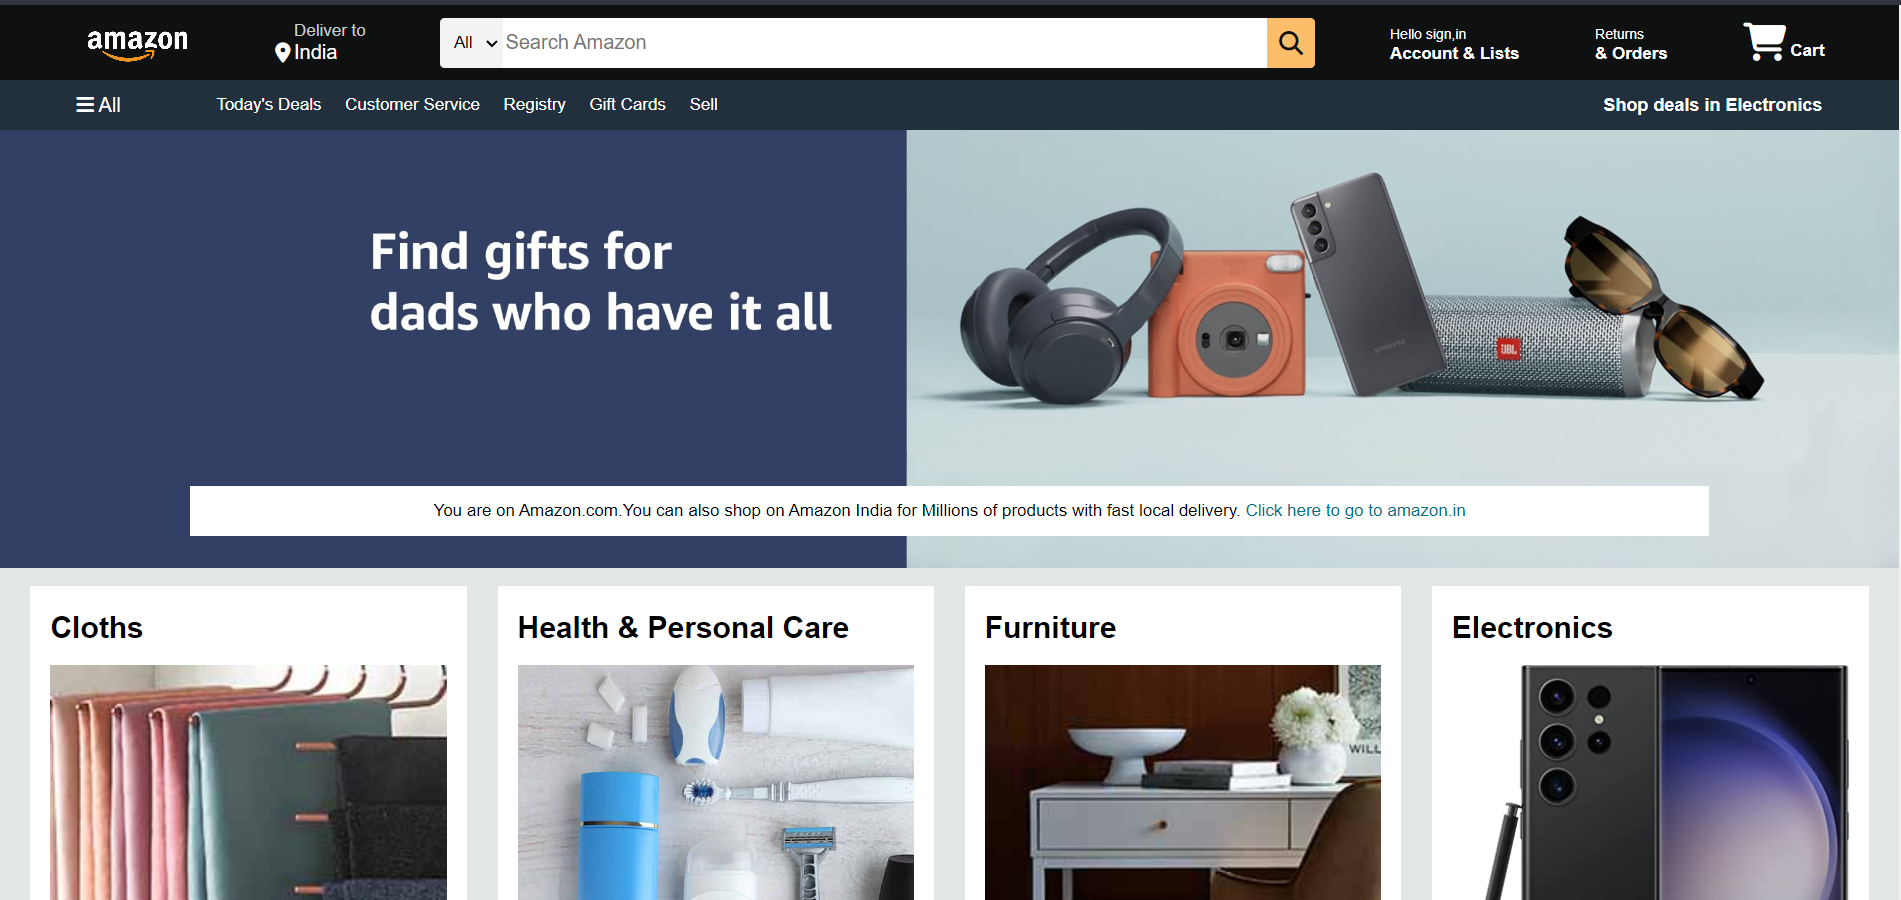 amazon
Deliver to
India
All
Search Amazon
Hello sign,in
Account & Lists
Returns
& Orders
Cart
All
Today's Deals
Customer Service
Registry
Gift Cards
Sell
Shop deals in Electronics
Find gifts for
dads who have it all
SAMSUNG
JBL
You are on Amazon.com.You can also shop on Amazon India for Millions of products with fast local delivery. Click here to go to amazon.in
Cloths
Health & Personal Care
Furniture
Electronics
WILL